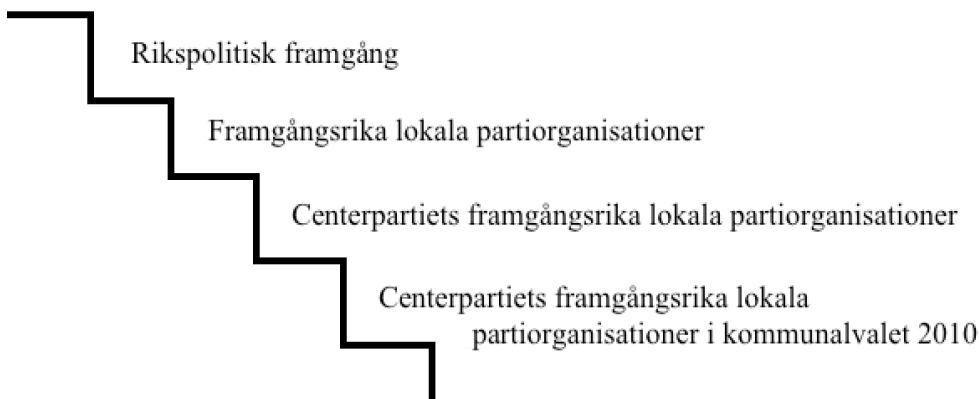 Rikspolitisk framgång
Framgångsrika lokala partiorganisationer
Centerpartiets framgångsrika lokala partiorganisationer
Centerpartiets framgångsrika lokala
partiorganisationer i kommunalvalet 2010